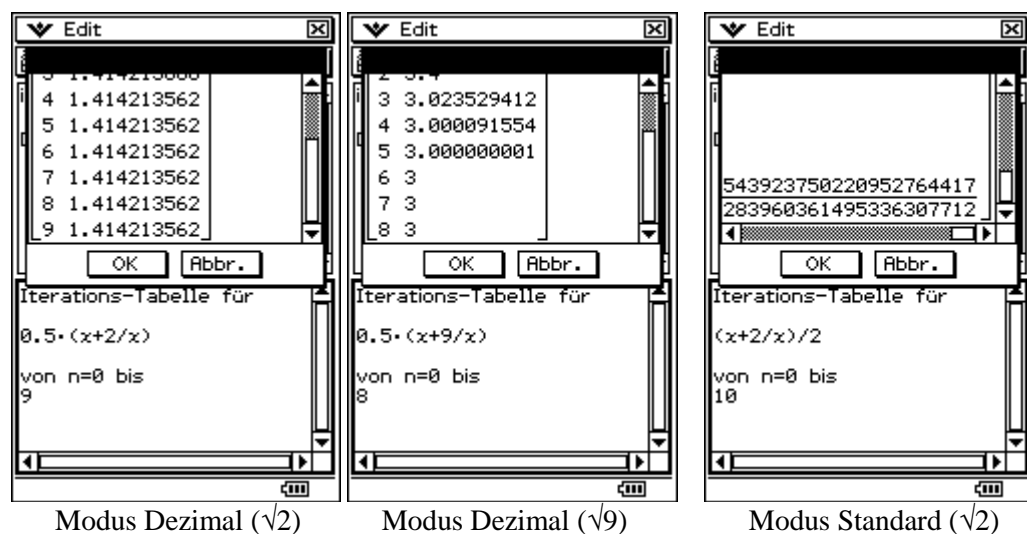 Edit
4 1.414213562
5 1.414213562
6 1.414213562
7 1.414213562
8 1.414213562
9 1.414213562
OK Abbr.
Iterations-Tabelle für
0.5·(x+2/x)
von n=0 bis
9
Modus Dezimal (√2)
Edit
3 3.023529412
4 3.000091554
5 3.000000001
6 3
7 3
8 3
OK Abbr.
Iterations-Tabelle für
0.5·(x+9/x)
von n=0 bis
8
Modus Dezimal (√9)
Edit
5439237502209527644​17
283960361495336307712
OK Abbr.
Iterations-Tabelle für
(x+2/x)/2
von n=0 bis
10
Modus Standard (√2)